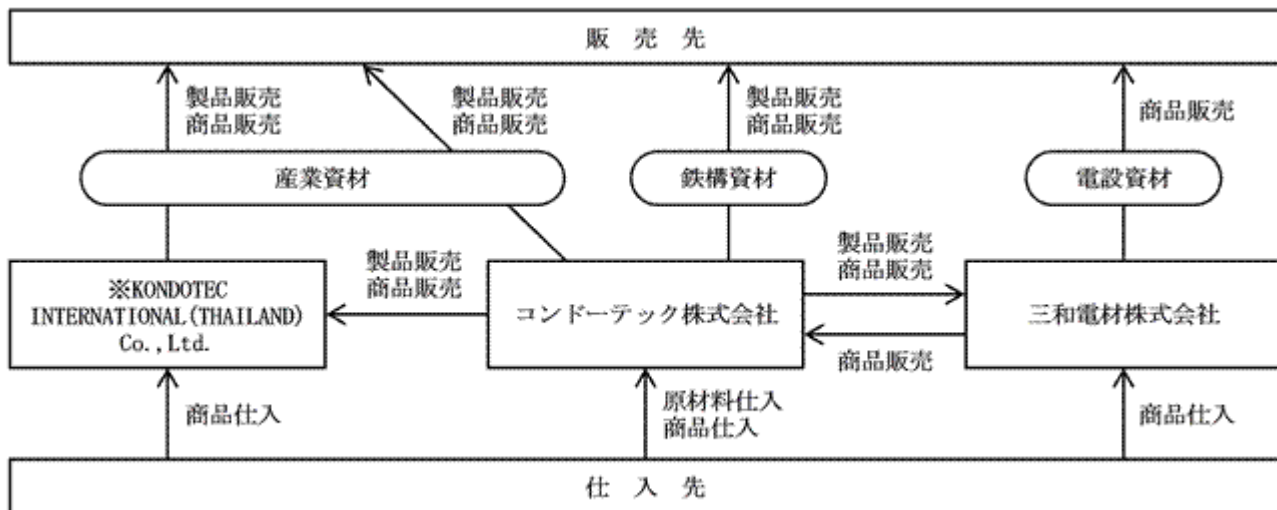 販　売　先
製品販売
商品販売
製品販売
商品販売
製品販売
商品販売
商品販売
産業資材
鉄構資材
電設資材
製品販売
商品販売
製品販売
商品販売
※KONDOTEC
INTERNATIONAL(THAILAND)
Co.,Ltd.
コンドーテック株式会社
三和電材株式会社
商品販売
商品仕入
原材料仕入
商品仕入
商品仕入
仕　入　先